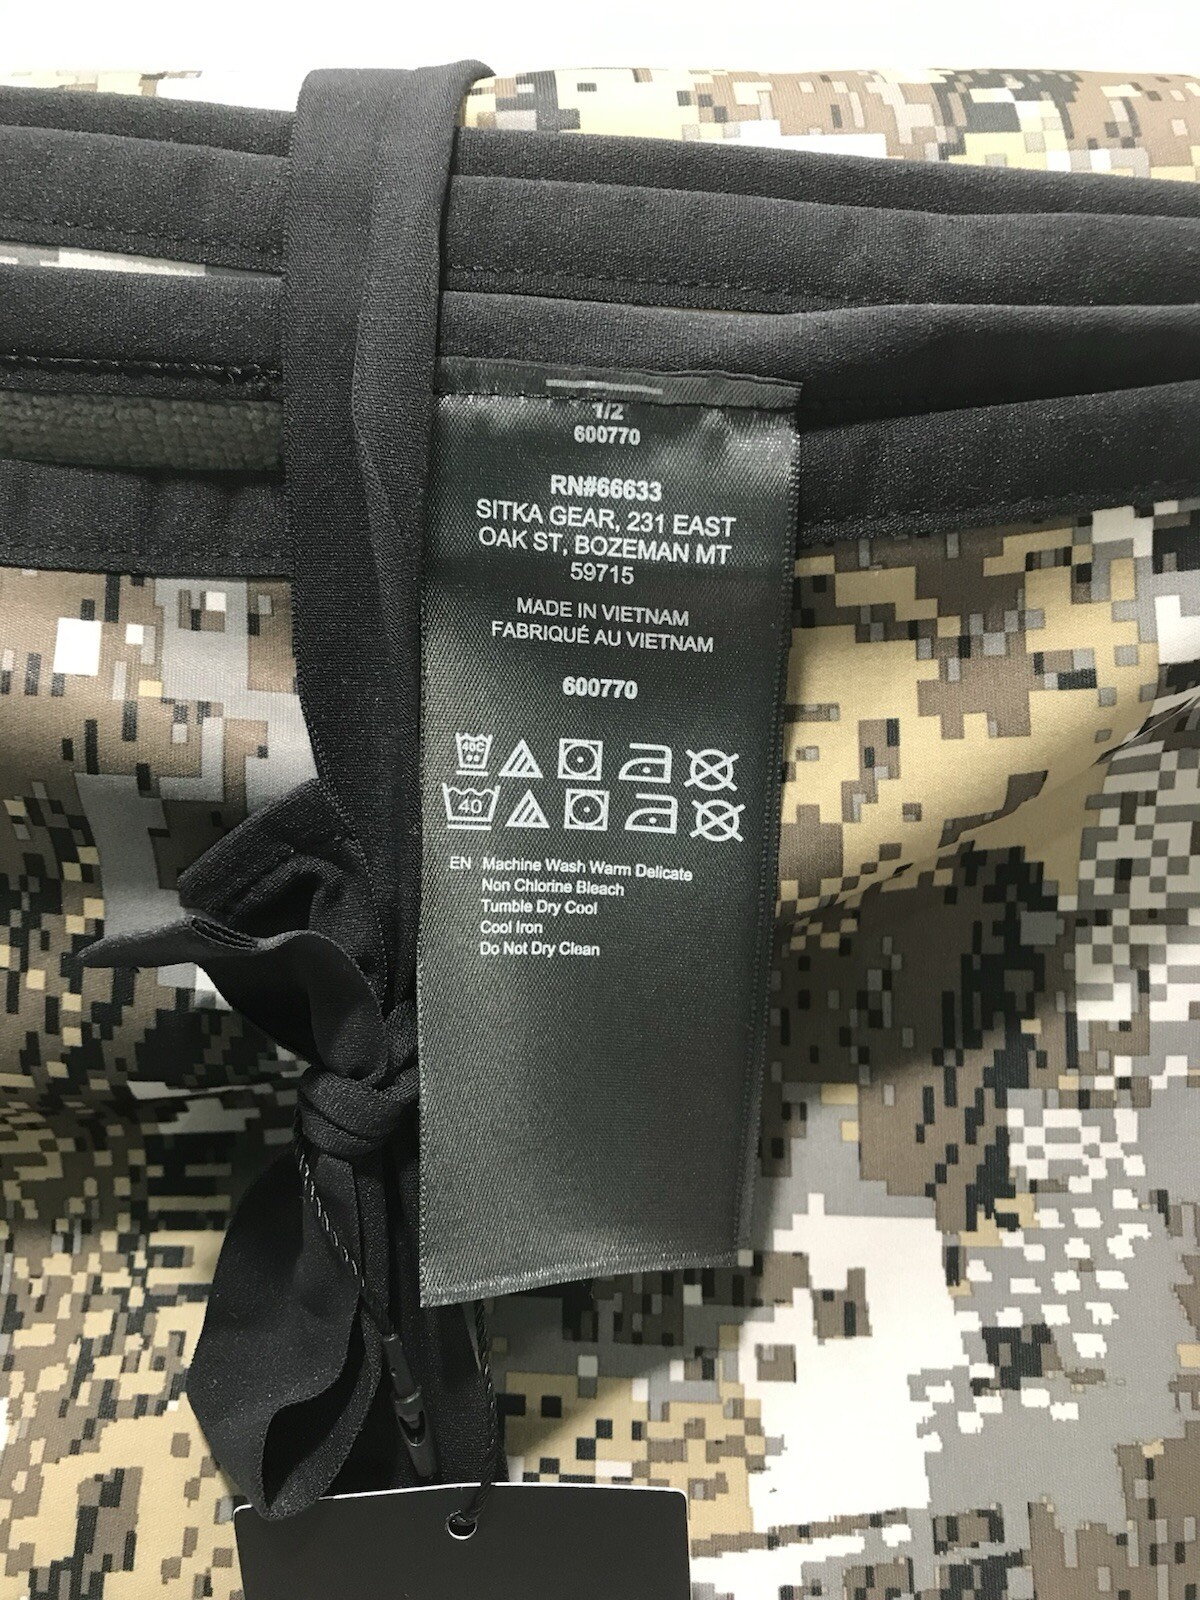 1/2
600770
RN#66633
SITKA GEAR, 231 EAST
OAK ST, BOZEMAN MT
59715
MADE IN VIETNAM
FABRIQUÉ AU VIETNAM
600770
40C
40
EN Machine Wash Warm Delicate
Non Chlorine Bleach
Tumble Dry Cool
Cool Iron
Do Not Dry Clean